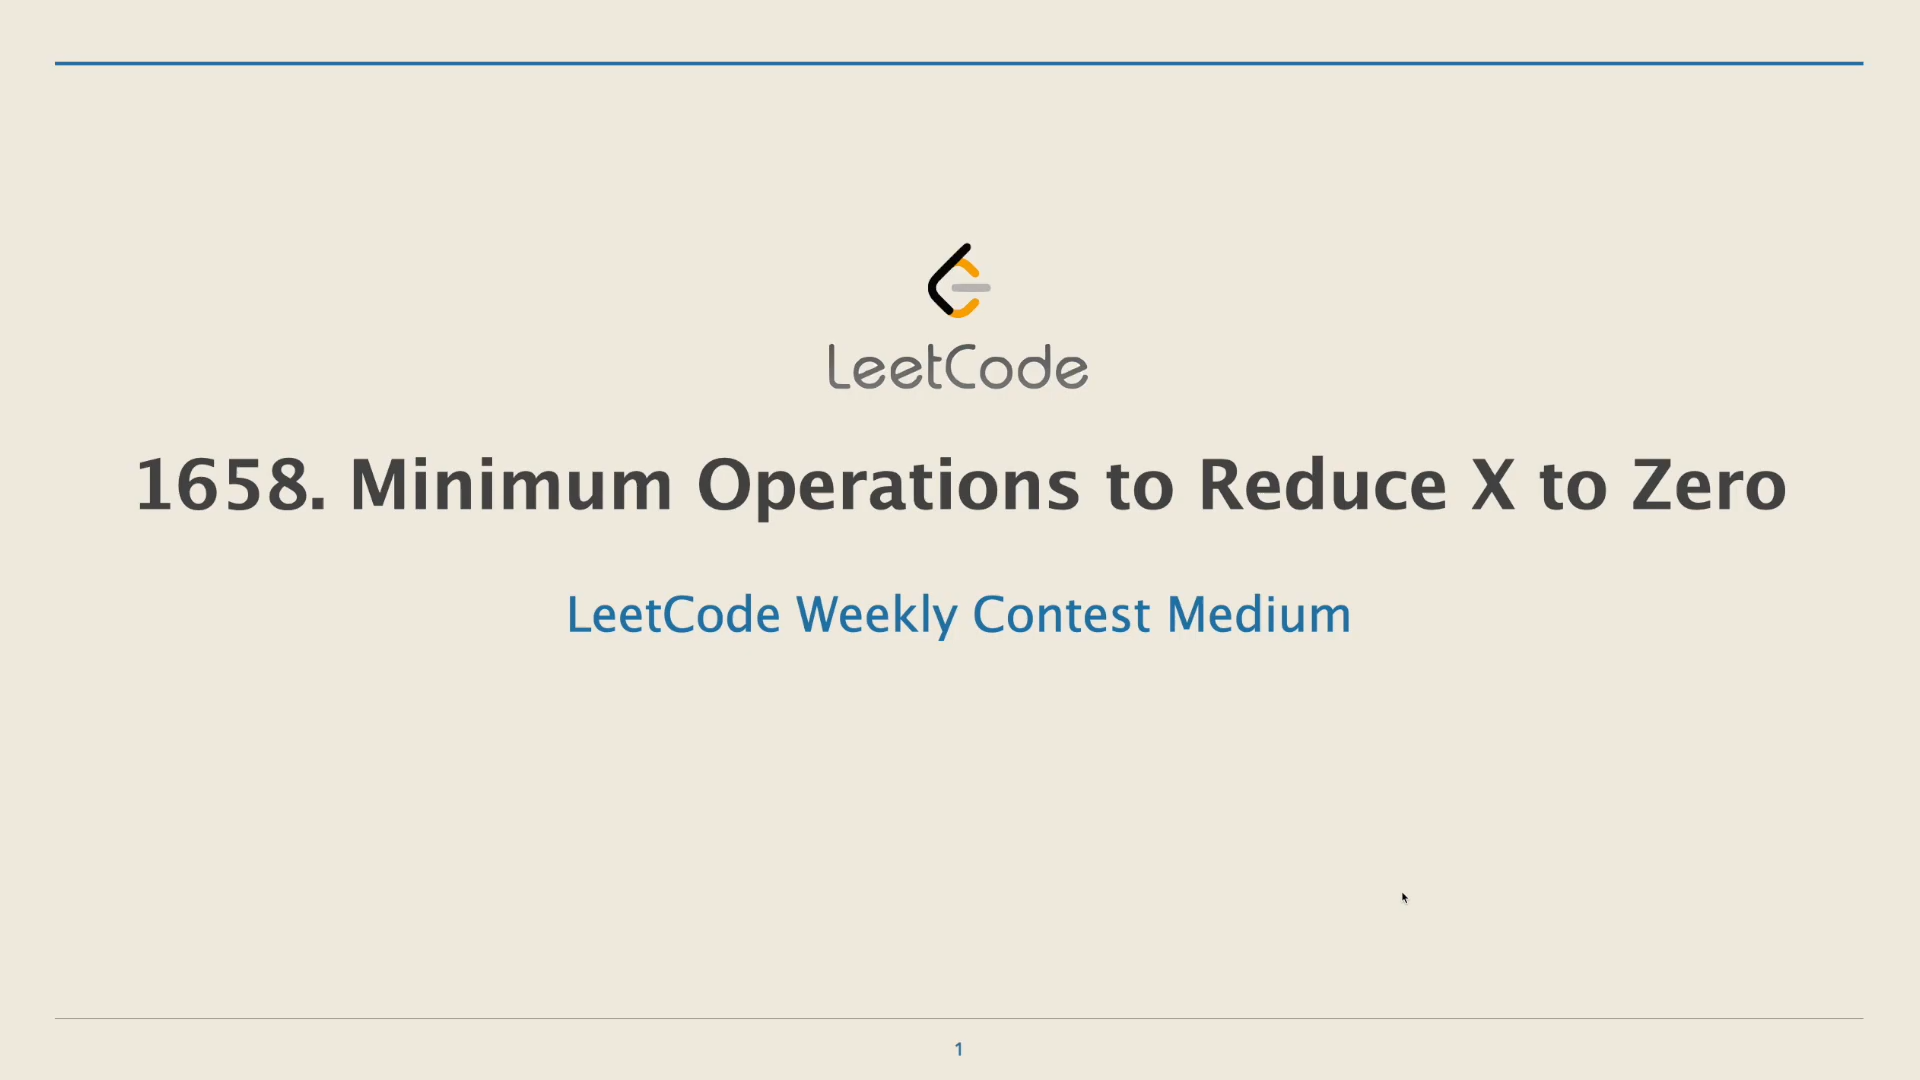 LeetCode
1658. Minimum Operations to Reduce X to Zero
LeetCode Weekly Contest Medium
1